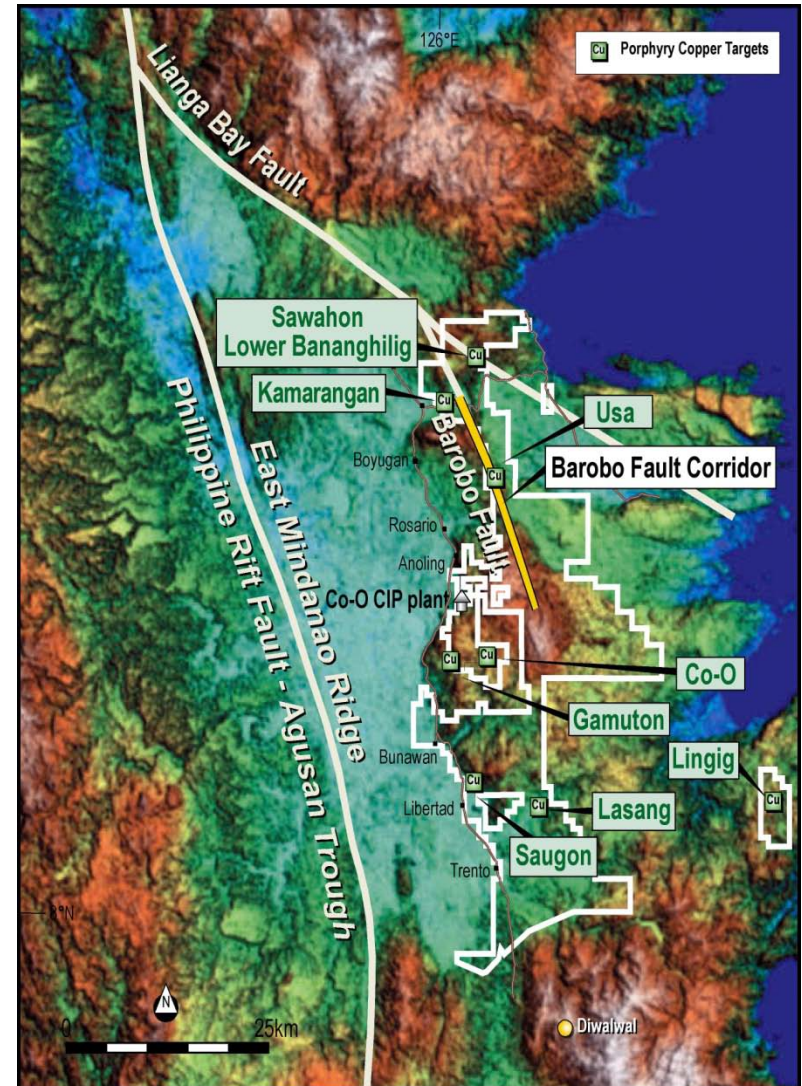 126°E
Cu Porphyry Copper Targets
Lianga Bay Fault
Sawahon
Lower Bananghilig
Cu
Kamarangan
Cu
Usa
Barobo Fault
Cu
Barobo Fault Corridor
Boyugan
Philippine Rift Fault - Agusan Trough
East Mindanao Ridge
Rosario
Anoling
Co-O CIP plant
Cu
Cu
Co-O
Gamuton
Bunawan
Lingig
Cu
Libertad
Cu
Cu
Lasang
Saugon
Trento
8°N
N
0
25km
Diwalwal